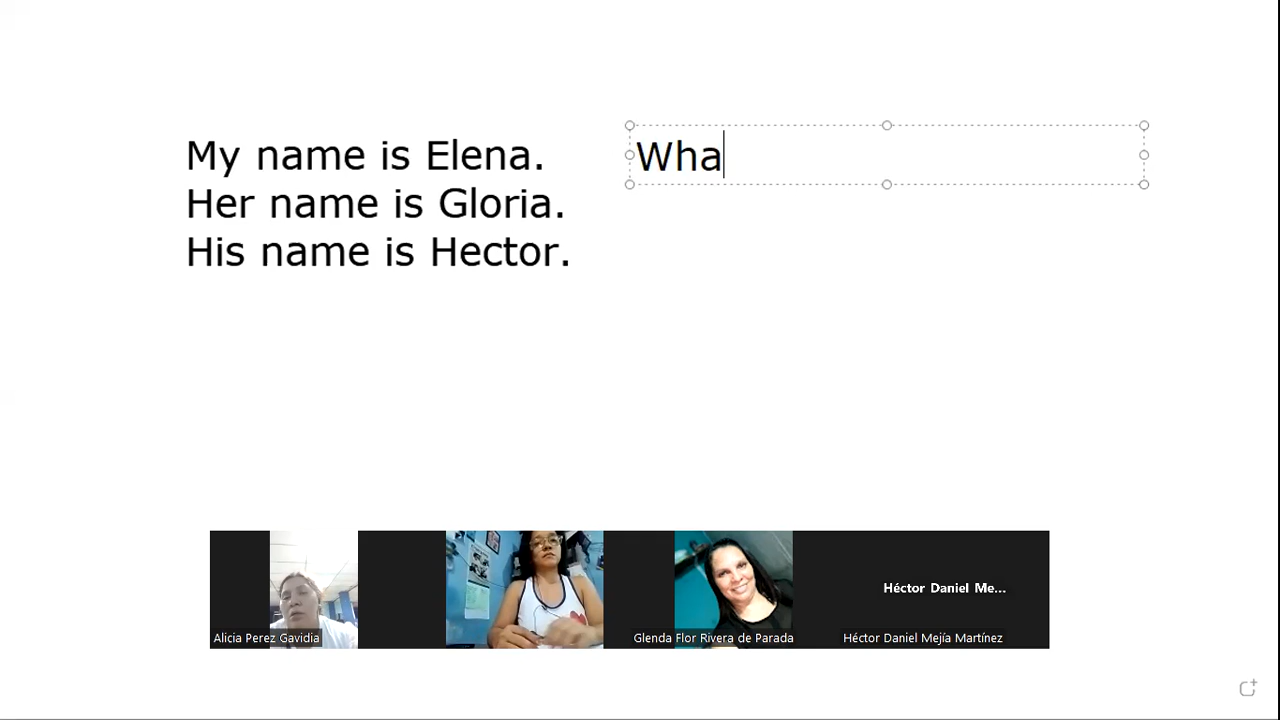 My name is Elena.
Her name is Gloria.
His name is Hector.
Wha
Héctor Daniel Me...
Alicia Perez Gavidia
Glenda Flor Rivera de Parada
Héctor Daniel Mejía Martínez